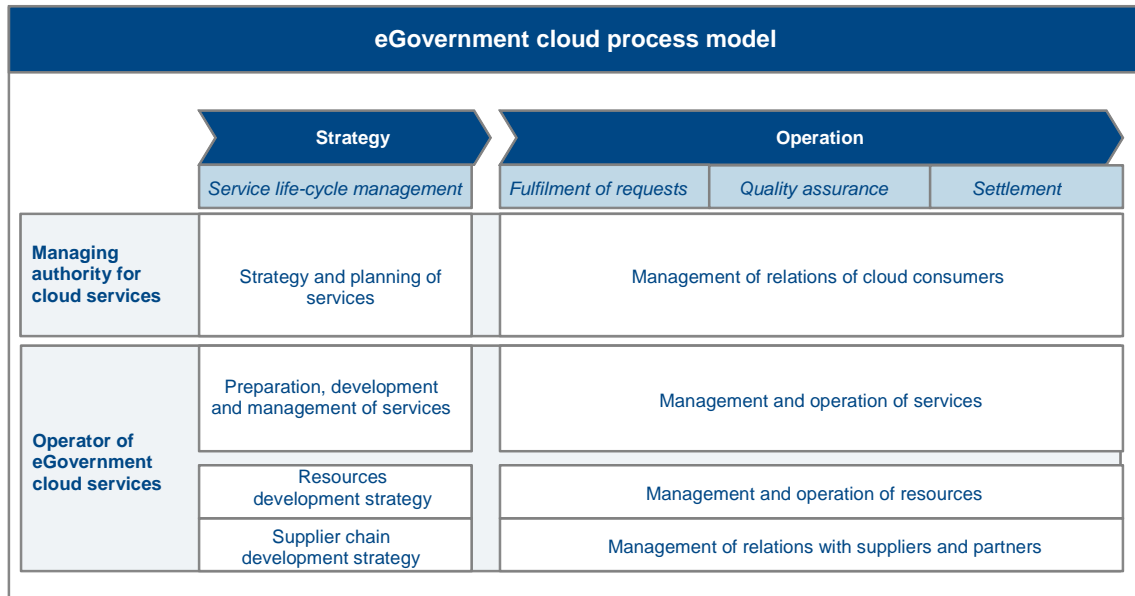 eGovernment cloud process model
Strategy
Operation
Service life-cycle management
Fulfilment of requests
Quality assurance
Settlement
Managing
authority for
cloud services
Strategy and planning of
services
Management of relations of cloud consumers
Operator of
eGovernment
cloud services
Preparation, development
and management of services
Management and operation of services
Resources
development strategy
Management and operation of resources
Supplier chain
development strategy
Management of relations with suppliers and partners